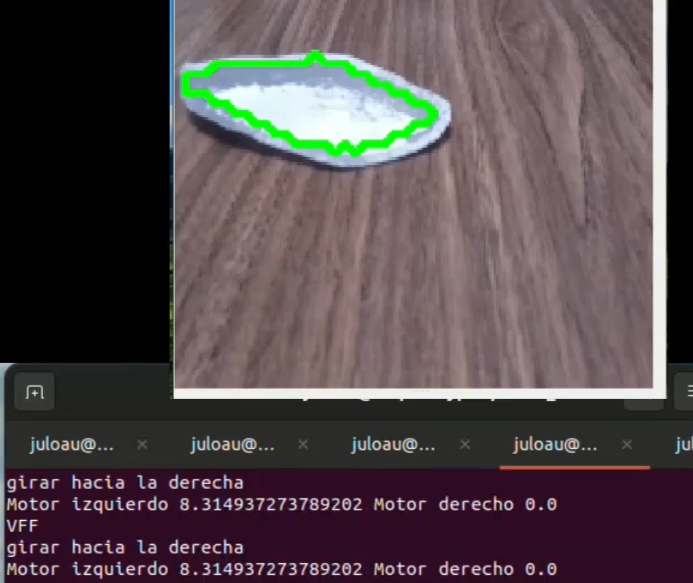 juloau@... × juloau@... × juloau@... × juloau@... × jul
girar hacia la derecha
Motor izquierdo 8.314937273789202 Motor derecho 0.0
VFF
girar hacia la derecha
Motor izquierdo 8.314937273789202 Motor derecho 0.0